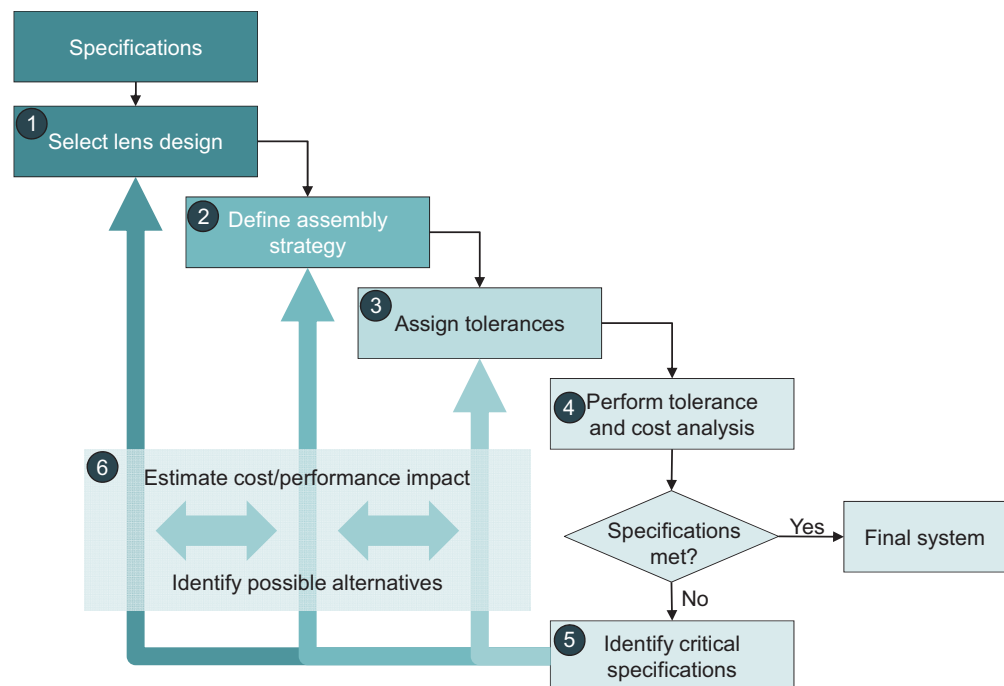 Specifications
1
Select lens design
2
Define assembly
strategy
3
Assign tolerances
4
Perform tolerance
and cost analysis
6
Estimate cost/performance impact
Identify possible alternatives
Specifications
met?
Yes
Final system
No
5
Identify critical
specifications